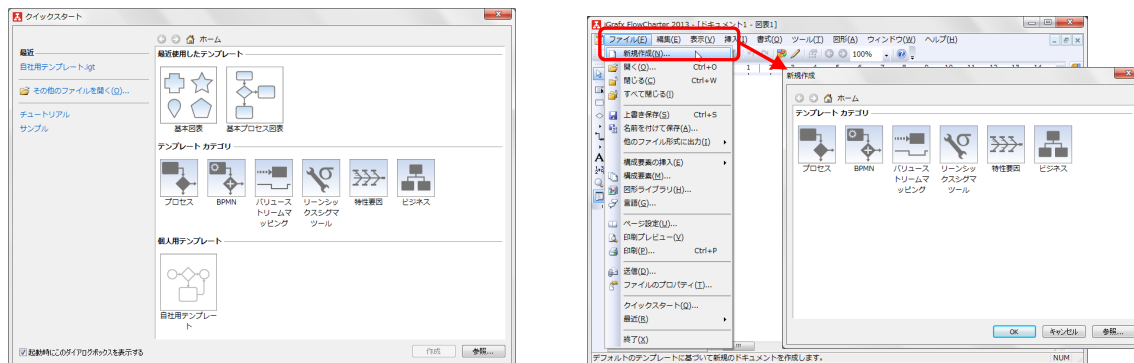 クイックスタート
ホーム
最近
自社用テンプレート.igt
その他のファイルを開く(O)...
チュートリアル
サンプル
最近使用したテンプレート
基本図表
基本プロセス図表
テンプレート カテゴリ
プロセス
BPMN
バリュース
トリームマ
ッピング
リーンシッ
クスシグマ
ツール
特性要因
ビジネス
個人用テンプレート
自社用テンプレー
ト
起動時にこのダイアログボックスを表示する
作成
参照...
iGrafx FlowCharter 2013 - [ドキュメント1 - 図表1]
ファイル(F) 編集(E) 表示(V) 挿入(I) 書式(O) ツール(T) 図形(A) ウィンドウ(W) ヘルプ(H)
100%
新規作成(N)...
開く(O)... Ctrl+O
閉じる(C) Ctrl+W
すべて閉じる(l)
上書き保存(S) Ctrl+S
名前を付けて保存(A)...
他のファイル形式に出力(I)
構成要素の挿入(E)
構成要素(M)...
図形ライブラリ(H)...
言語(G)...
ページ設定(U)...
印刷プレビュー(V)
印刷(P)... Ctrl+P
送信(D)...
ファイルのプロパティ(T)...
クイックスタート(Q)...
最近(R)
終了(X)
デフォルトのテンプレートに基づいて新規のドキュメントを作成します。
NUM
新規作成
ホーム
テンプレート カテゴリ
プロセス
BPMN
バリュース
トリームマ
ッピング
リーンシッ
クスシグマ
ツール
特性要因
ビジネス
OK
キャンセル
参照...